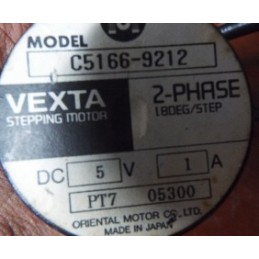 MODEL
C5166-9212
VEXTA 2-PHASE
STEPPING MOTOR 1.8DEG/STEP
DC 5 V 1 A
PT7 05300
ORIENTAL MOTOR CO.,LTD.
MADE IN JAPAN